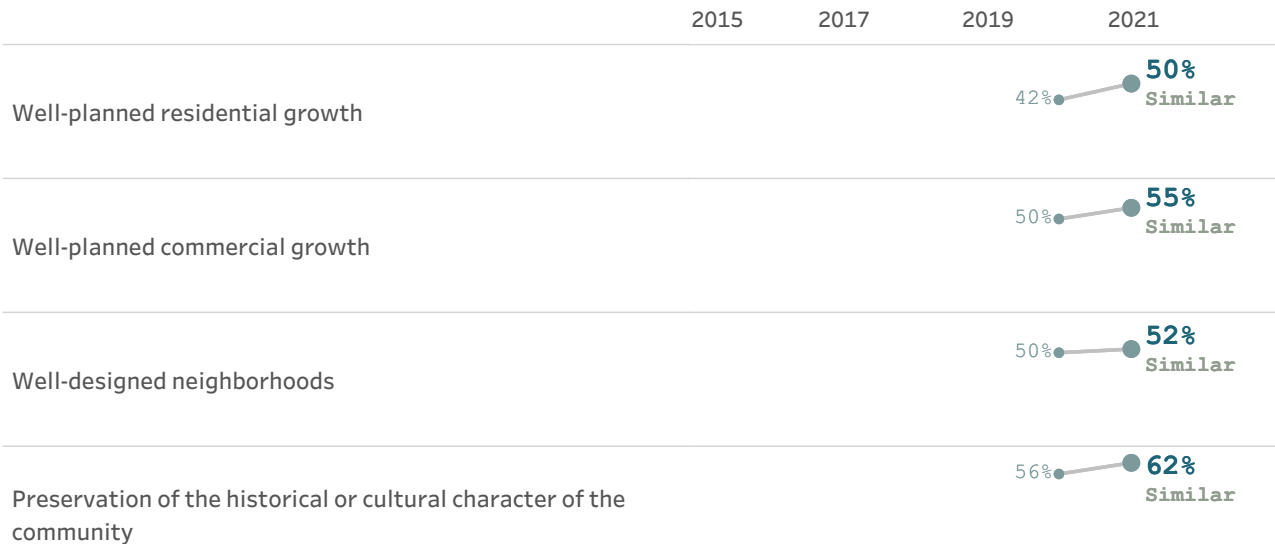 2015 2017 2019 2021
50%
42%
Similar
Well-planned residential growth
55%
50%
Similar
Well-planned commercial growth
52%
50%
Similar
Well-designed neighborhoods
62%
56%
Similar
Preservation of the historical or cultural character of the
community